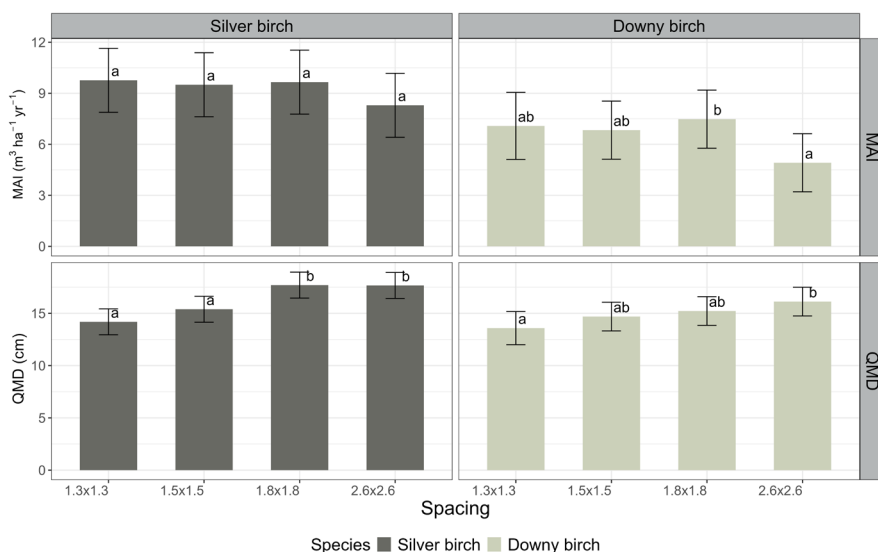 Silver birch
Downy birch
MAI (m³ ha⁻¹ yr⁻¹)
12
9
6
3
0
a
a
a
a
ab
ab
b
a
MAI
QMD (cm)
15
10
5
0
a
a
b
b
a
ab
ab
b
QMD
1.3x1.3
1.5x1.5
1.8x1.8
2.6x2.6
1.3x1.3
1.5x1.5
1.8x1.8
2.6x2.6
Spacing
Species Silver birch Downy birch